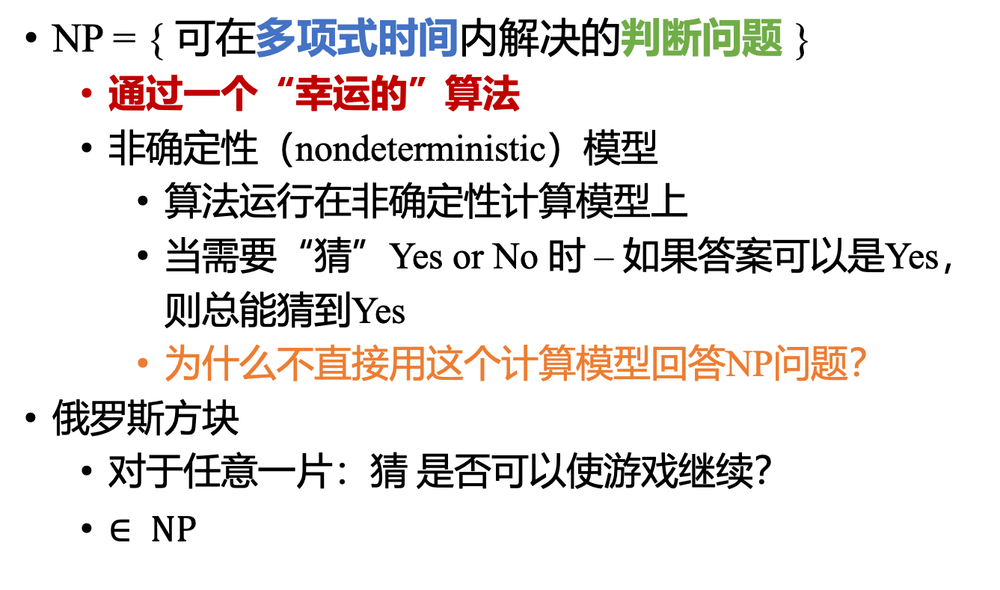 • NP = { 可在多项式时间内解决的判断问题 }
• 通过一个“幸运的”算法
• 非确定性（nondeterministic）模型
• 算法运行在非确定性计算模型上
• 当需要“猜”Yes or No 时 – 如果答案可以是Yes，
则总能猜到Yes
• 为什么不直接用这个计算模型回答NP问题？
• 俄罗斯方块
• 对于任意一片：猜 是否可以使游戏继续？
• ∈ NP